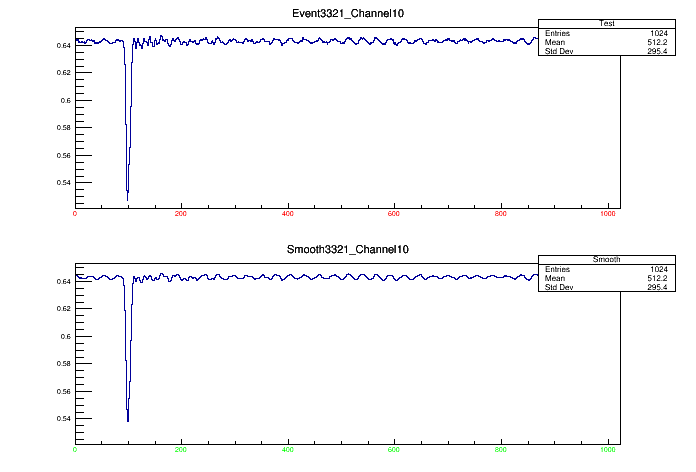 Event3321_Channel10
Test
Entries 1024
Mean 512.2
Std Dev 295.4
0.64
0.62
0.6
0.58
0.56
0.54
0 200 400 600 800 1000
Smooth3321_Channel10
Smooth
Entries 1024
Mean 512.2
Std Dev 295.4
0.64
0.62
0.6
0.58
0.56
0.54
0 200 400 600 800 1000